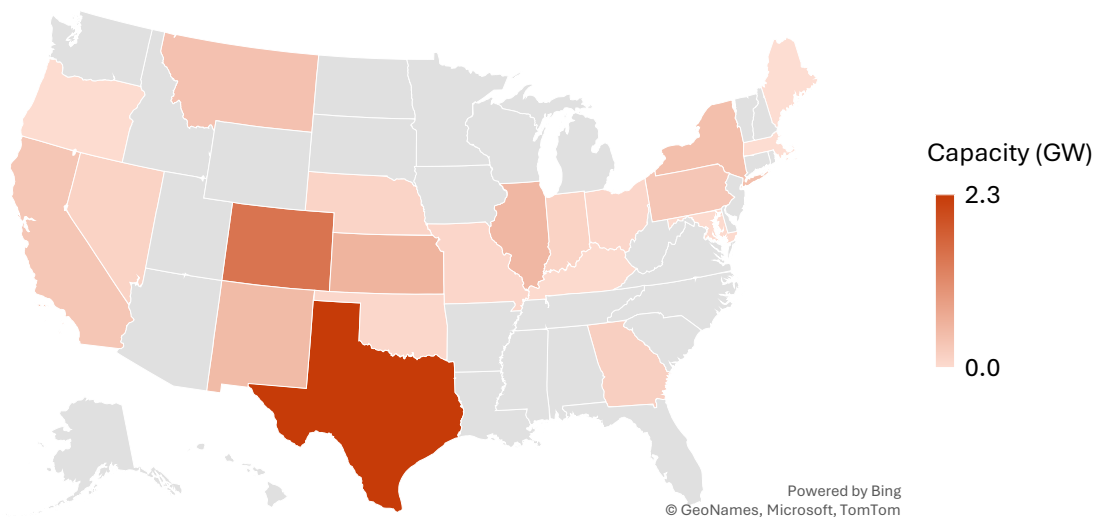 Capacity (GW)
2.3
0.0
Powered by Bing
© GeoNames, Microsoft, TomTom